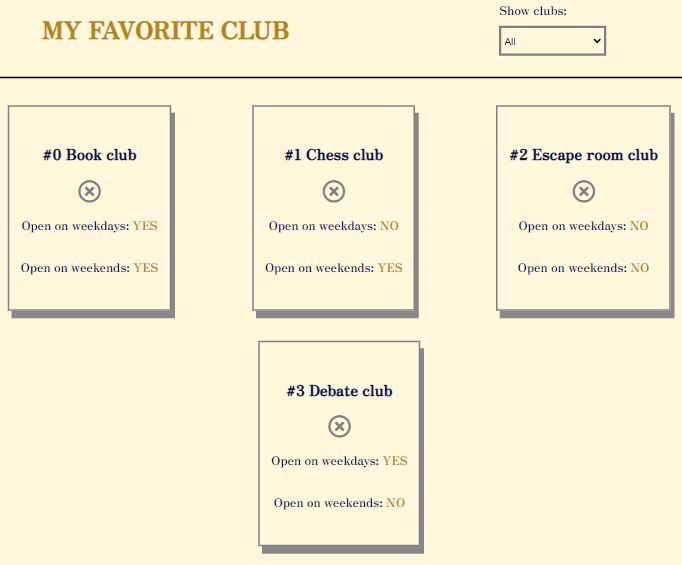 MY FAVORITE CLUB
Show clubs:
All
#0 Book club
Open on weekdays: YES
Open on weekends: YES
#1 Chess club
Open on weekdays: NO
Open on weekends: YES
#2 Escape room club
Open on weekdays: NO
Open on weekends: NO
#3 Debate club
Open on weekdays: YES
Open on weekends: NO